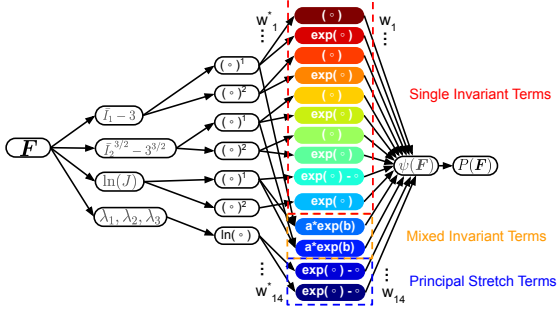 F
Ī₁ − 3
Ī₂^{3/2} − 3^{3/2}
ln(J)
λ₁, λ₂, λ₃
(∘)¹
(∘)²
(∘)¹
(∘)²
(∘)¹
(∘)²
ln(∘)
w*₁
⋮
⋮
w*₁₄
(∘)
exp(∘)
(∘)
exp(∘)
(∘)
exp(∘)
(∘)
exp(∘)
exp(∘) -∘
exp(∘)
a*exp(b)
a*exp(b)
exp(∘) -∘
exp(∘) -∘
w₁
⋮
⋮
w₁₄
Single Invariant Terms
ψ(F)
P(F)
Mixed Invariant Terms
Principal Stretch Terms